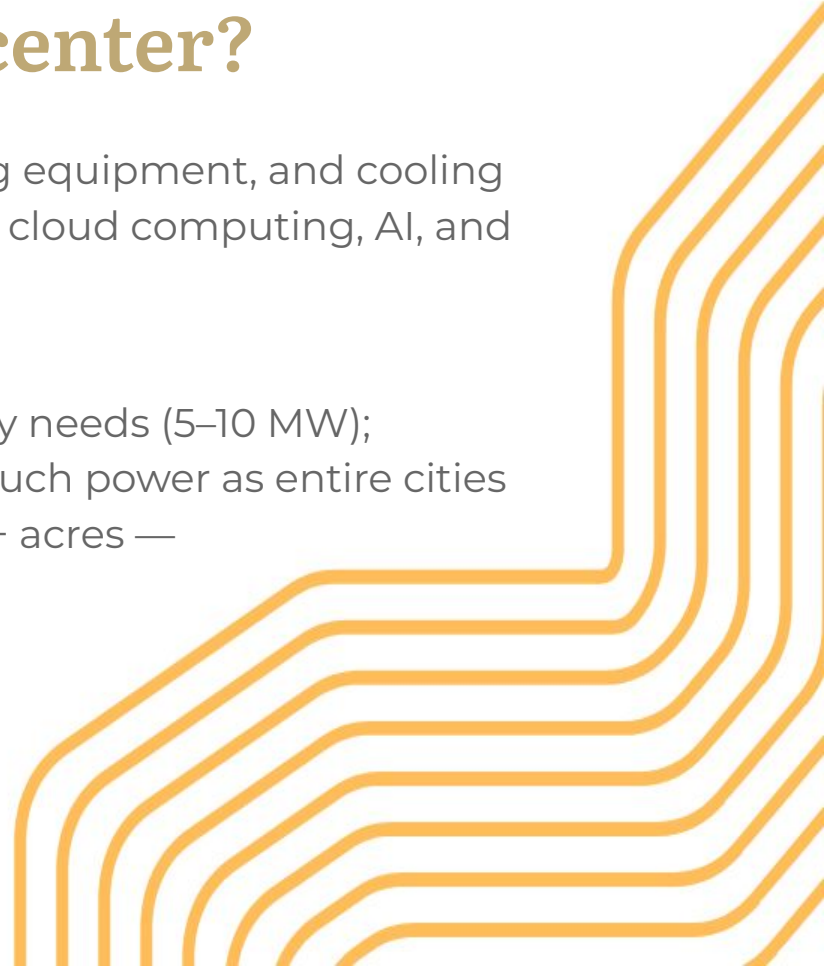 center?
g equipment, and cooling
cloud computing, AI, and
y needs (5–10 MW);
uch power as entire cities
acres —